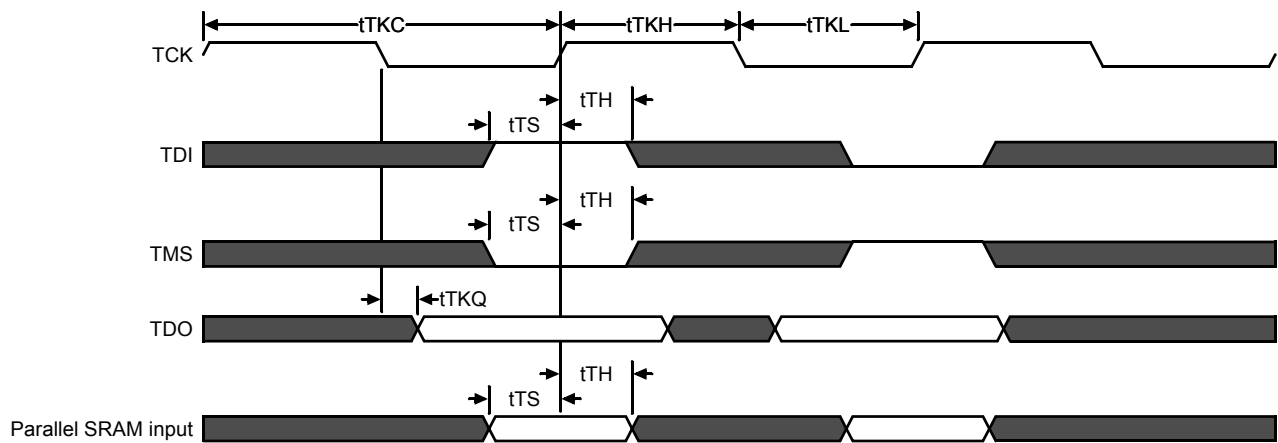 tTKC tTKH tTKL
TCK
tTH
tTS
TDI
tTH
tTS
TMS
tTKQ
TDO
tTH
tTS
Parallel SRAM input